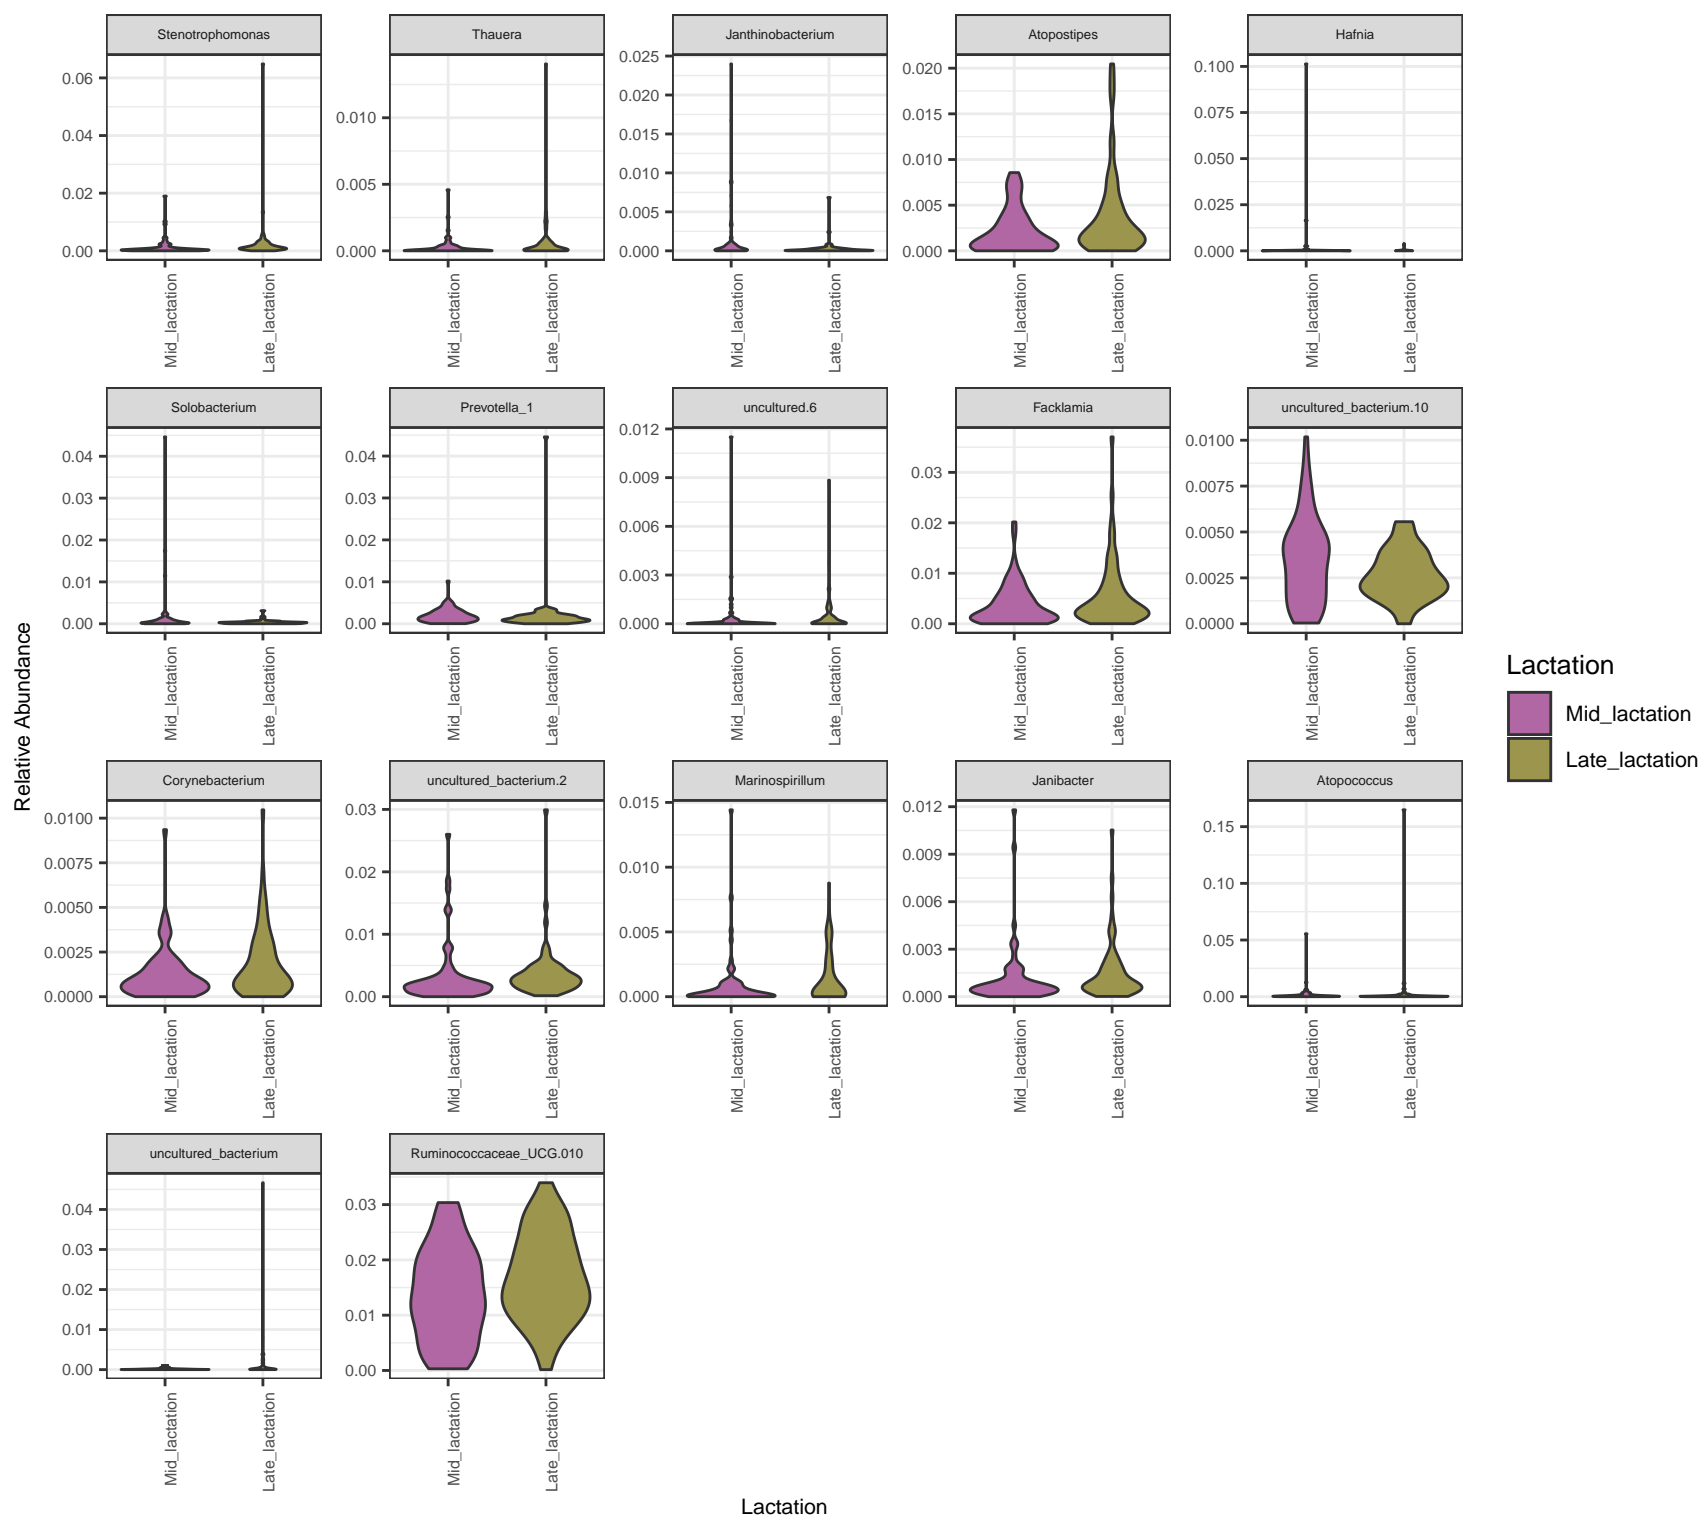 Stenotrophomonas
Thauera
Janthinobacterium
Atopostipes
Hafnia
0.06
0.04
0.02
0.00
0.010
0.005
0.000
0.025
0.020
0.015
0.010
0.005
0.000
0.020
0.015
0.010
0.005
0.000
0.100
0.075
0.050
0.025
0.000
Mid_lactation
Late_lactation
Mid_lactation
Late_lactation
Mid_lactation
Late_lactation
Mid_lactation
Late_lactation
Mid_lactation
Late_lactation
Solobacterium
Prevotella_1
uncultured.6
Facklamia
uncultured_bacterium.10
0.04
0.03
0.02
0.01
0.00
0.04
0.03
0.02
0.01
0.00
0.012
0.009
0.006
0.003
0.000
0.03
0.02
0.01
0.00
0.0100
0.0075
0.0050
0.0025
0.0000
Mid_lactation
Late_lactation
Mid_lactation
Late_lactation
Mid_lactation
Late_lactation
Mid_lactation
Late_lactation
Mid_lactation
Late_lactation
Relative Abundance
Lactation
Mid_lactation
Late_lactation
Corynebacterium
uncultured_bacterium.2
Marinospirillum
Janibacter
Atopococcus
0.0100
0.0075
0.0050
0.0025
0.0000
0.03
0.02
0.01
0.00
0.015
0.010
0.005
0.000
0.012
0.009
0.006
0.003
0.000
0.15
0.10
0.05
0.00
Mid_lactation
Late_lactation
Mid_lactation
Late_lactation
Mid_lactation
Late_lactation
Mid_lactation
Late_lactation
Mid_lactation
Late_lactation
uncultured_bacterium
Ruminococcaceae_UCG.010
0.04
0.03
0.02
0.01
0.00
0.03
0.02
0.01
0.00
Mid_lactation
Late_lactation
Mid_lactation
Late_lactation
Lactation